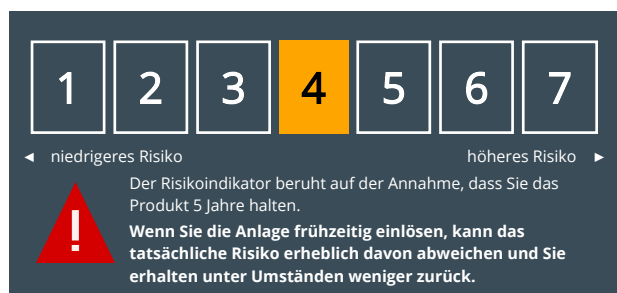 1 2 3 4 5 6 7
◄ niedrigeres Risiko höheres Risiko ►
Der Risikoindikator beruht auf der Annahme, dass Sie das
Produkt 5 Jahre halten.
!
Wenn Sie die Anlage frühzeitig einlösen, kann das
tatsächliche Risiko erheblich davon abweichen und Sie
erhalten unter Umständen weniger zurück.